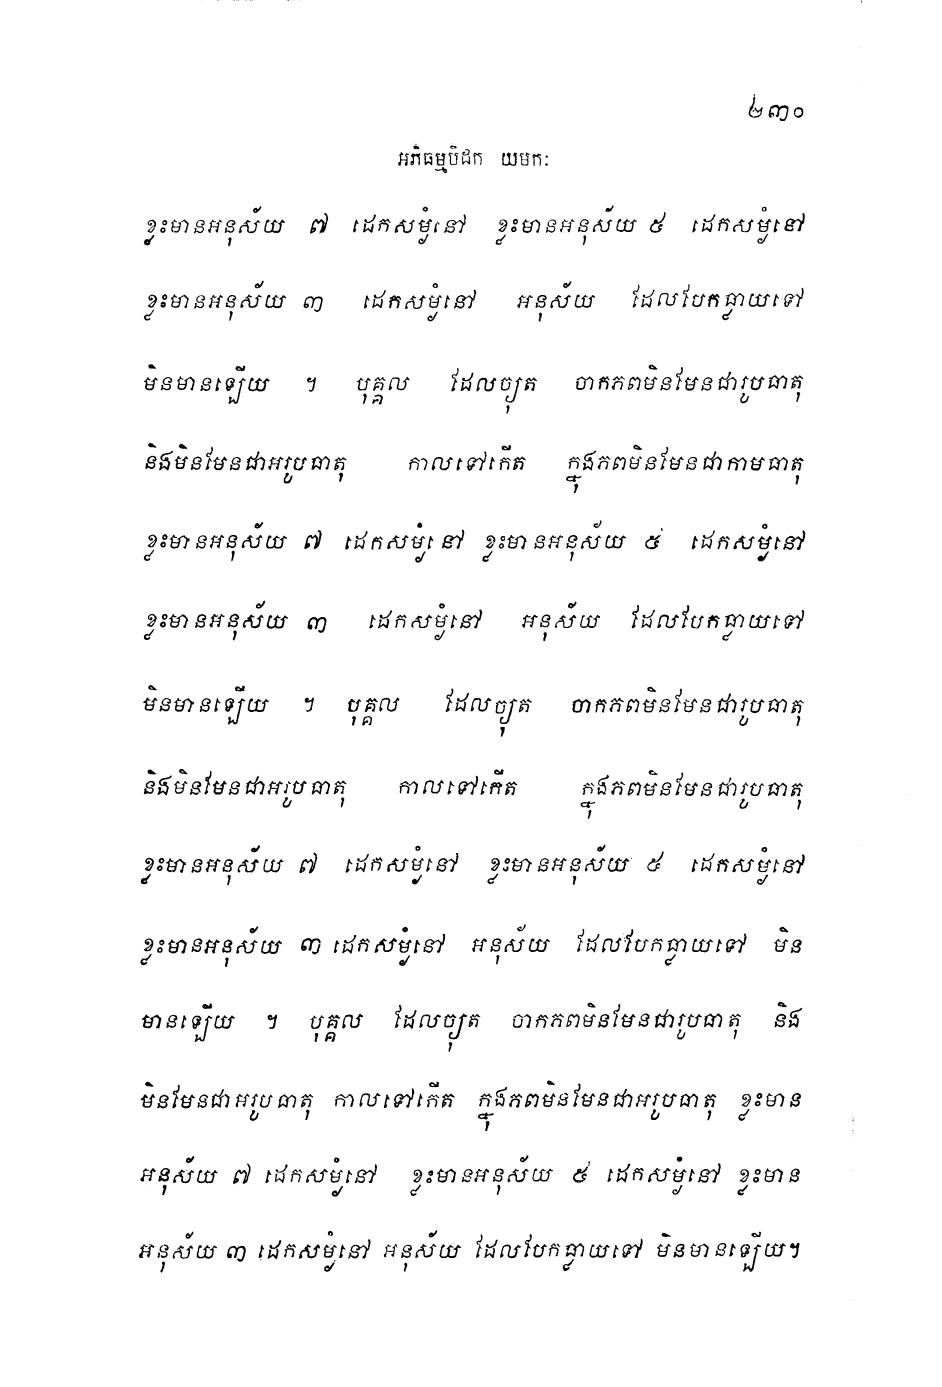 ២៣០
អភិធម្មបិដក យមកៈ
ខ្លះមានអនុស័យ ៧ ដេកសម្ងំនៅ ខ្លះមានអនុស័យ ៥ ដេកសម្ងំនៅ
ខ្លះមានអនុស័យ ៣ ដេកសម្ងំនៅ អនុស័យ ដែលបែកធ្លាយទៅ
មិនមានឡើយ ។ បុគ្គល ដែលច្យុត ចាកភពមិនមែនជារូបធាតុ
និងមិនមែនជាអរូបធាតុ កាលទៅកើត ក្នុងភពមិនមែនជាកាមធាតុ
ខ្លះមានអនុស័យ ៧ ដេកសម្ងំនៅ ខ្លះមានអនុស័យ ៥ ដេកសម្ងំនៅ
ខ្លះមានអនុស័យ ៣ ដេកសម្ងំនៅ អនុស័យ ដែលបែកធ្លាយទៅ
មិនមានឡើយ ។ បុគ្គល ដែលច្យុត ចាកភពមិនមែនជារូបធាតុ
និងមិនមែនជាអរូបធាតុ កាលទៅកើត ក្នុងភពមិនមែនជារូបធាតុ
ខ្លះមានអនុស័យ ៧ ដេកសម្ងំនៅ ខ្លះមានអនុស័យ ៥ ដេកសម្ងំនៅ
ខ្លះមានអនុស័យ ៣ ដេកសម្ងំនៅ អនុស័យ ដែលបែកធ្លាយទៅ មិន
មានឡើយ ។ បុគ្គល ដែលច្យុត ចាកភពមិនមែនជារូបធាតុ និង
មិនមែនជាអរូបធាតុ កាលទៅកើត ក្នុងភពមិនមែនជាអរូបធាតុ ខ្លះមាន
អនុស័យ ៧ ដេកសម្ងំនៅ ខ្លះមានអនុស័យ ៥ ដេកសម្ងំនៅ ខ្លះមាន
អនុស័យ ៣ ដេកសម្ងំនៅ អនុស័យ ដែលបែកធ្លាយទៅ មិនមានឡើយ។